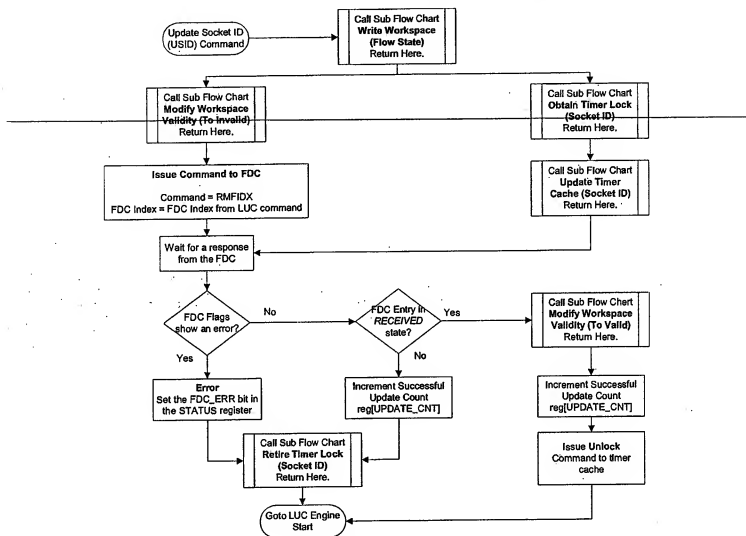 Update Socket ID
(USID) Command
Call Sub Flow Chart
Write Workspace
(Flow State)
Return Here.
Call Sub Flow Chart
Modify Workspace
Validity (To Invalid)
Return Here.
Call Sub Flow Chart
Obtain Timer Lock
(Socket ID)
Return Here.
Issue Command to FDC
Command = RMFIDX
FDC Index = FDC Index from LUC command
Call Sub Flow Chart
Update Timer
Cache (Socket ID)
Return Here.
Wait for a response
from the FDC
FDC Flags
show an error?
No
FDC Entry in
RECEIVED
state?
Yes
Call Sub Flow Chart
Modify Workspace
Validity (To Valid)
Return Here.
Yes
No
Error
Set the FDC_ERR bit in
the STATUS register
Increment Successful
Update Count
reg[UPDATE_CNT]
Increment Successful
Update Count
reg[UPDATE_CNT]
Call Sub Flow Chart
Retire Timer Lock
(Socket ID)
Return Here.
Issue Unlock
Command to timer
cache
Goto LUC Engine
Start